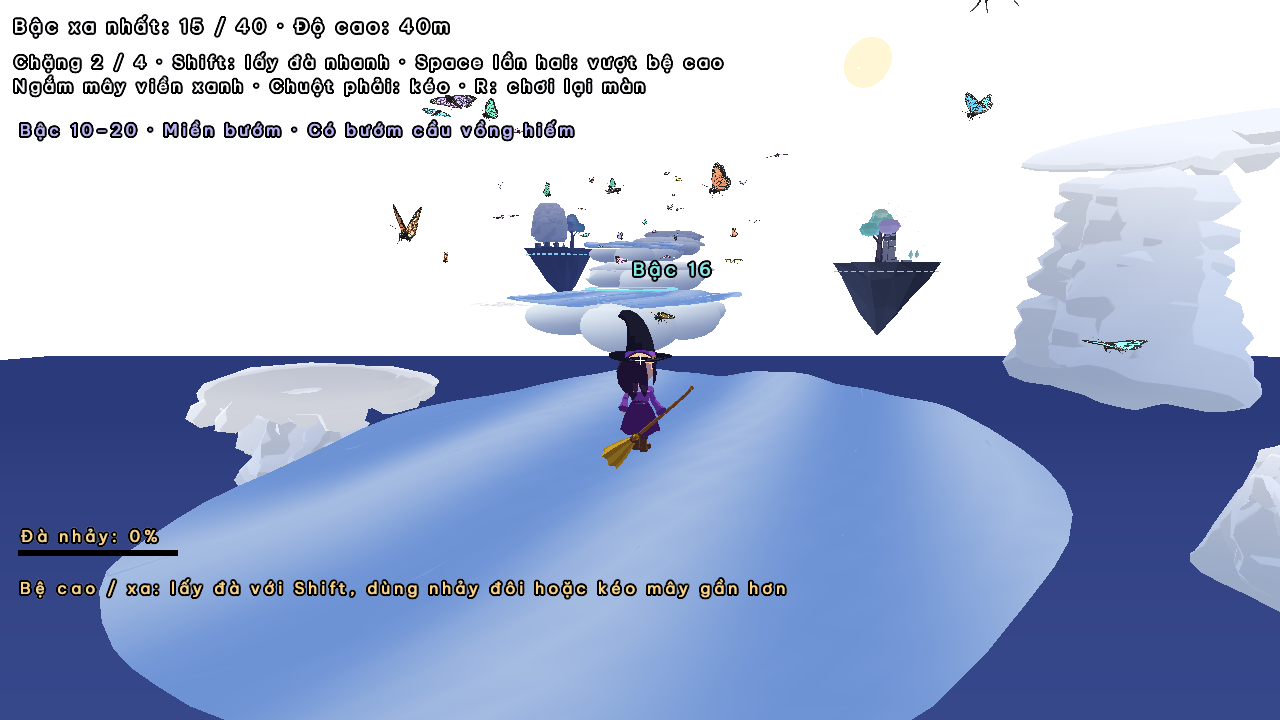 Bậc xa nhất: 15 / 40 · Độ cao: 40m
Chặng 2 / 4 · Shift: lấy đà nhanh · Space lần hai: vượt bệ cao
Ngắm mây viền xanh · Chuột phải: kéo · R: chơi lại màn
Bậc 10-20 · Miền bướm · Có bướm cầu vồng hiếm
Bậc 16
Đà nhảy: 0%
Bệ cao / xa: lấy đà với Shift, dùng nhảy đôi hoặc kéo mây gần hơn